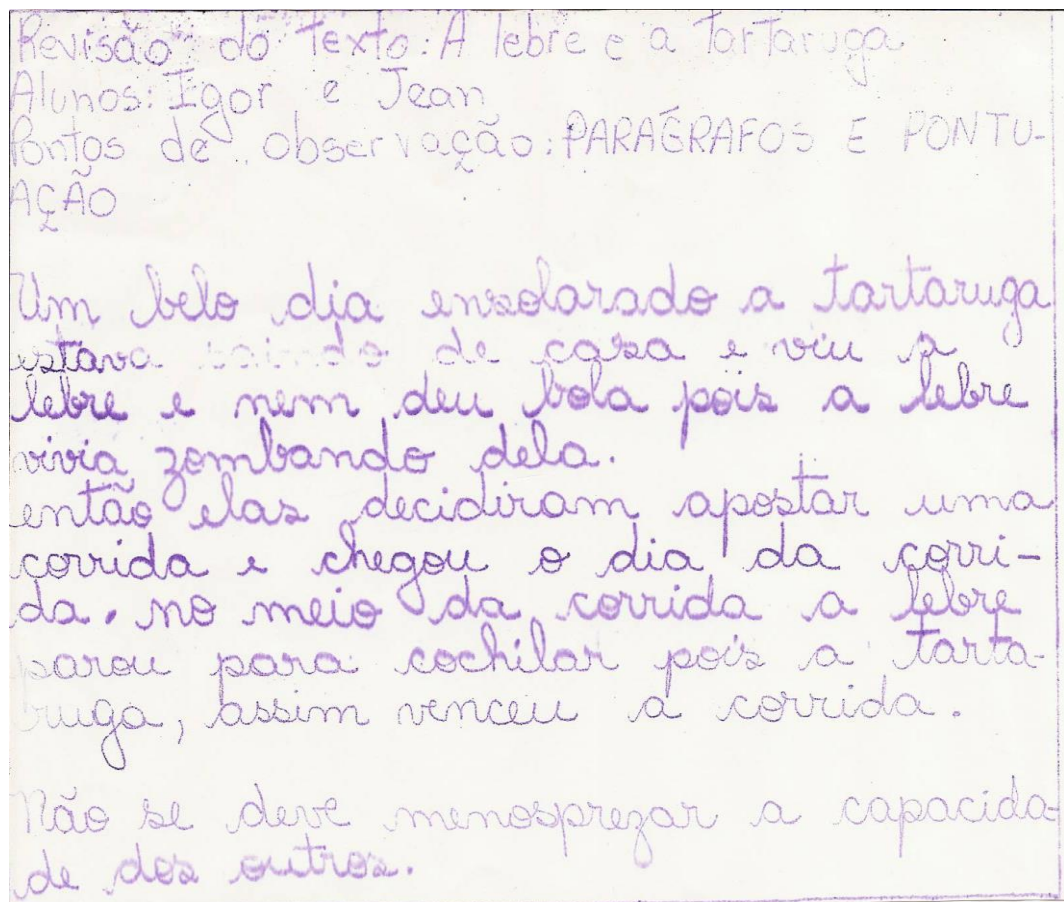 Revisão do Texto: A lebre e a Tartaruga
Alunos: Igor e Jean
Pontos de observação: PARÁGRAFOS E PONTU-
AÇÃO
Um belo dia ensolarado a tartaruga
estava saindo de casa e viu a
lebre e nem deu bola pois a lebre
vivia zombando dela.
então elas decidiram apostar uma
corrida e chegou o dia da corri-
da. no meio da corrida a lebre
parou para cochilar pois a tarta-
ruga, assim venceu a corrida.
Não se deve menosprezar a capacida-
de dos outros.